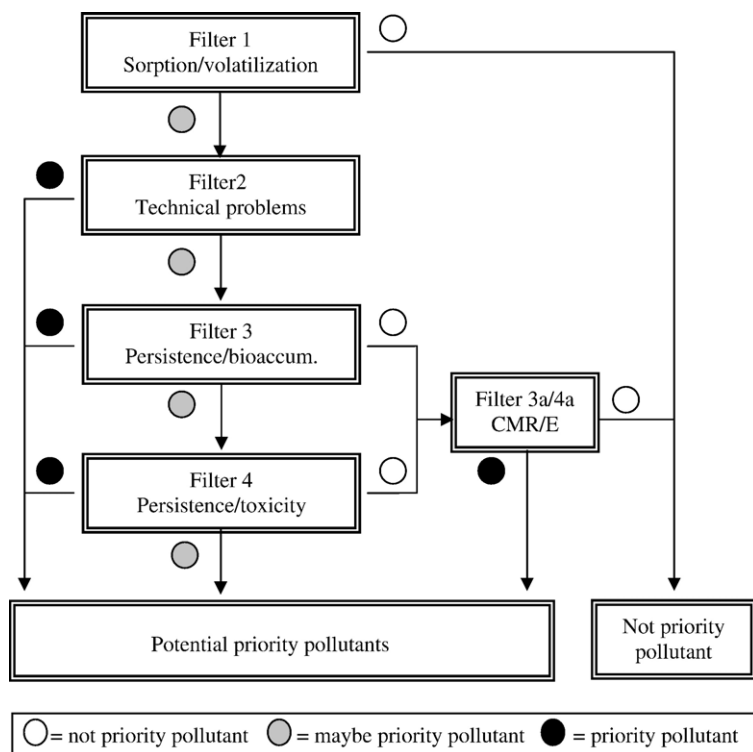 Filter 1
Sorption/volatilization
Filter2
Technical problems
Filter 3
Persistence/bioaccum.
Filter 3a/4a
CMR/E
Filter 4
Persistence/toxicity
Potential priority pollutants
Not priority
pollutant
= not priority pollutant = maybe priority pollutant = priority pollutant